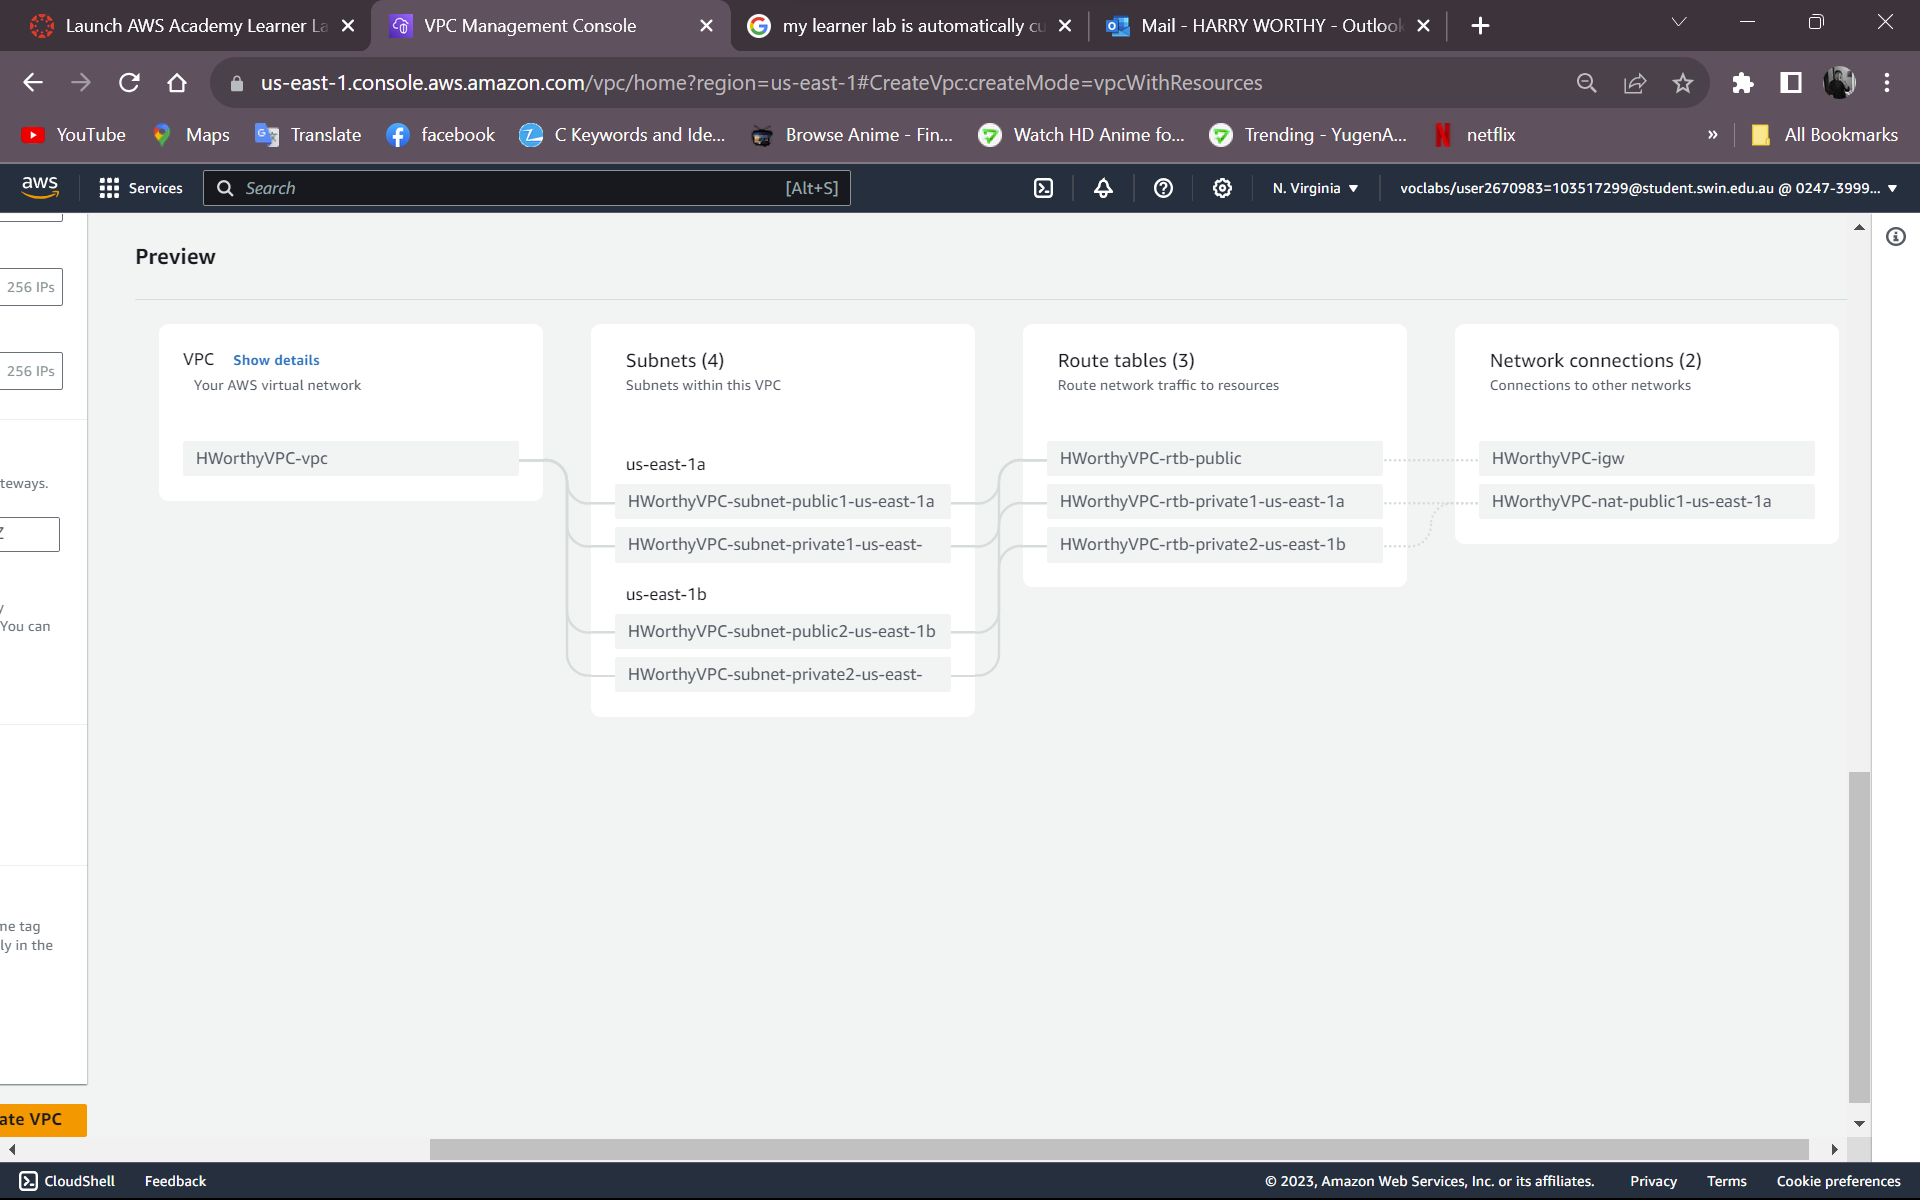 Launch AWS Academy Learner La
VPC Management Console
my learner lab is automatically cu
Mail - HARRY WORTHY - Outlook
us-east-1.console.aws.amazon.com/vpc/home?region=us-east-1#CreateVpc:createMode=vpcWithResources
YouTube
Maps
Translate
facebook
C Keywords and Ide...
Browse Anime - Fin...
Watch HD Anime fo...
Trending - YugenA...
netflix
»
All Bookmarks
aws
Services
Search
[Alt+S]
N. Virginia
voclabs/user2670983=103517299@student.swin.edu.au @ 0247-3999...
256 IPs
256 IPs
teways.
Z
y
You can
me tag
ly in the
ate VPC
Preview
VPC Show details
Your AWS virtual network
HWorthyVPC-vpc
Subnets (4)
Subnets within this VPC
us-east-1a
HWorthyVPC-subnet-public1-us-east-1a
HWorthyVPC-subnet-private1-us-east-
us-east-1b
HWorthyVPC-subnet-public2-us-east-1b
HWorthyVPC-subnet-private2-us-east-
Route tables (3)
Route network traffic to resources
HWorthyVPC-rtb-public
HWorthyVPC-rtb-private1-us-east-1a
HWorthyVPC-rtb-private2-us-east-1b
Network connections (2)
Connections to other networks
HWorthyVPC-igw
HWorthyVPC-nat-public1-us-east-1a
CloudShell
Feedback
© 2023, Amazon Web Services, Inc. or its affiliates.
Privacy
Terms
Cookie preferences